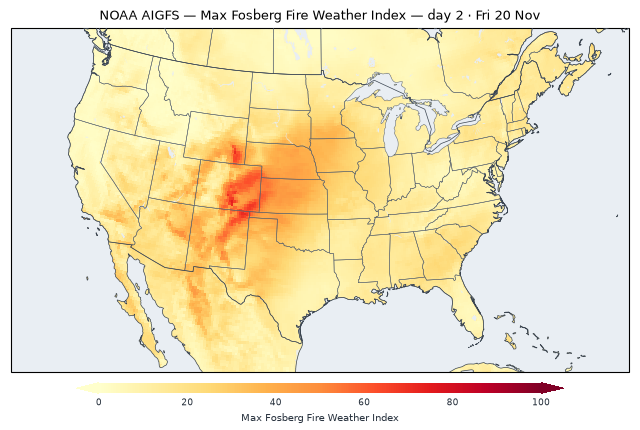 NOAA AIGFS — Max Fosberg Fire Weather Index — day 2 · Fri 20 Nov
0 20 40 60 80 100
Max Fosberg Fire Weather Index